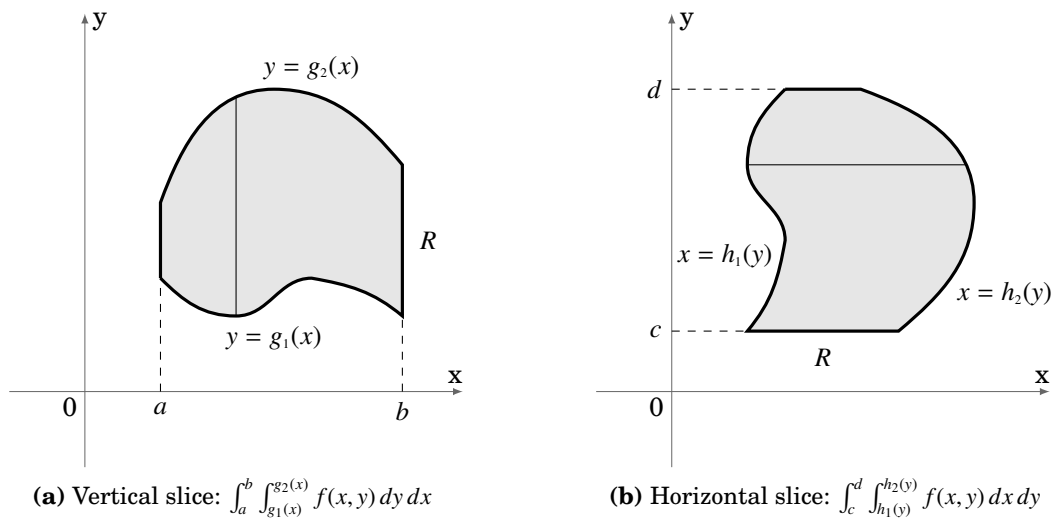 y
y = g₂(x)
R
y = g₁(x)
x
0
a
b
(a) Vertical slice: ∫ₐᵇ ∫_{g₁(x)}^{g₂(x)} f(x, y) dy dx
y
d
x = h₁(y)
x = h₂(y)
c
R
x
0
(b) Horizontal slice: ∫_c^d ∫_{h₁(y)}^{h₂(y)} f(x, y) dx dy